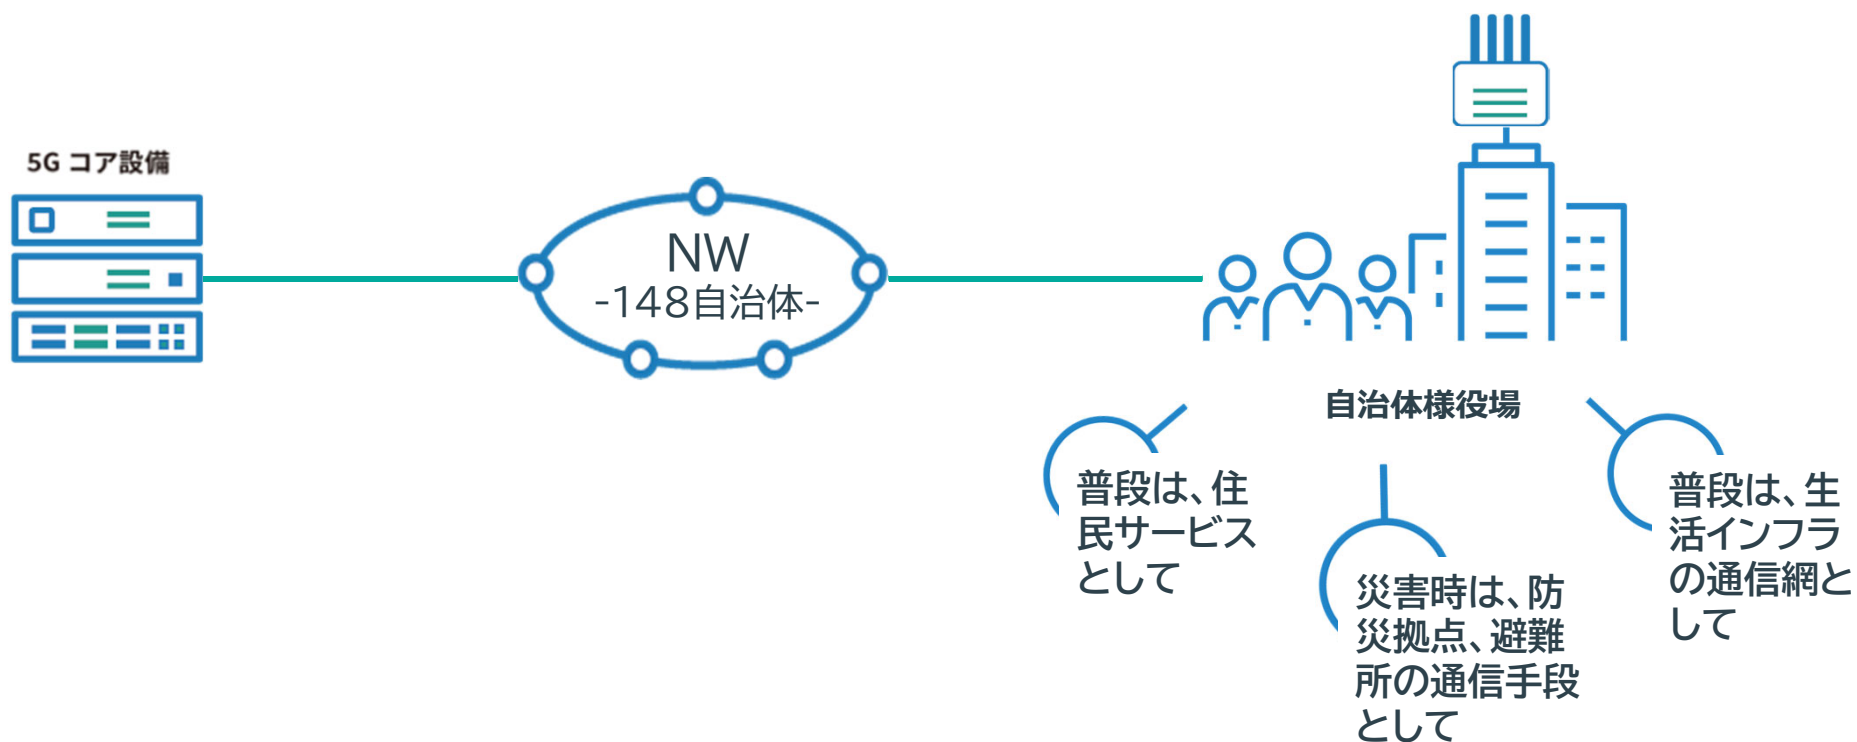 5G コア設備
NW
-148自治体-
自治体様役場
普段は、住
民サービス
として
災害時は、防
災拠点、避難
所の通信手段
として
普段は、生
活インフラ
の通信網と
して